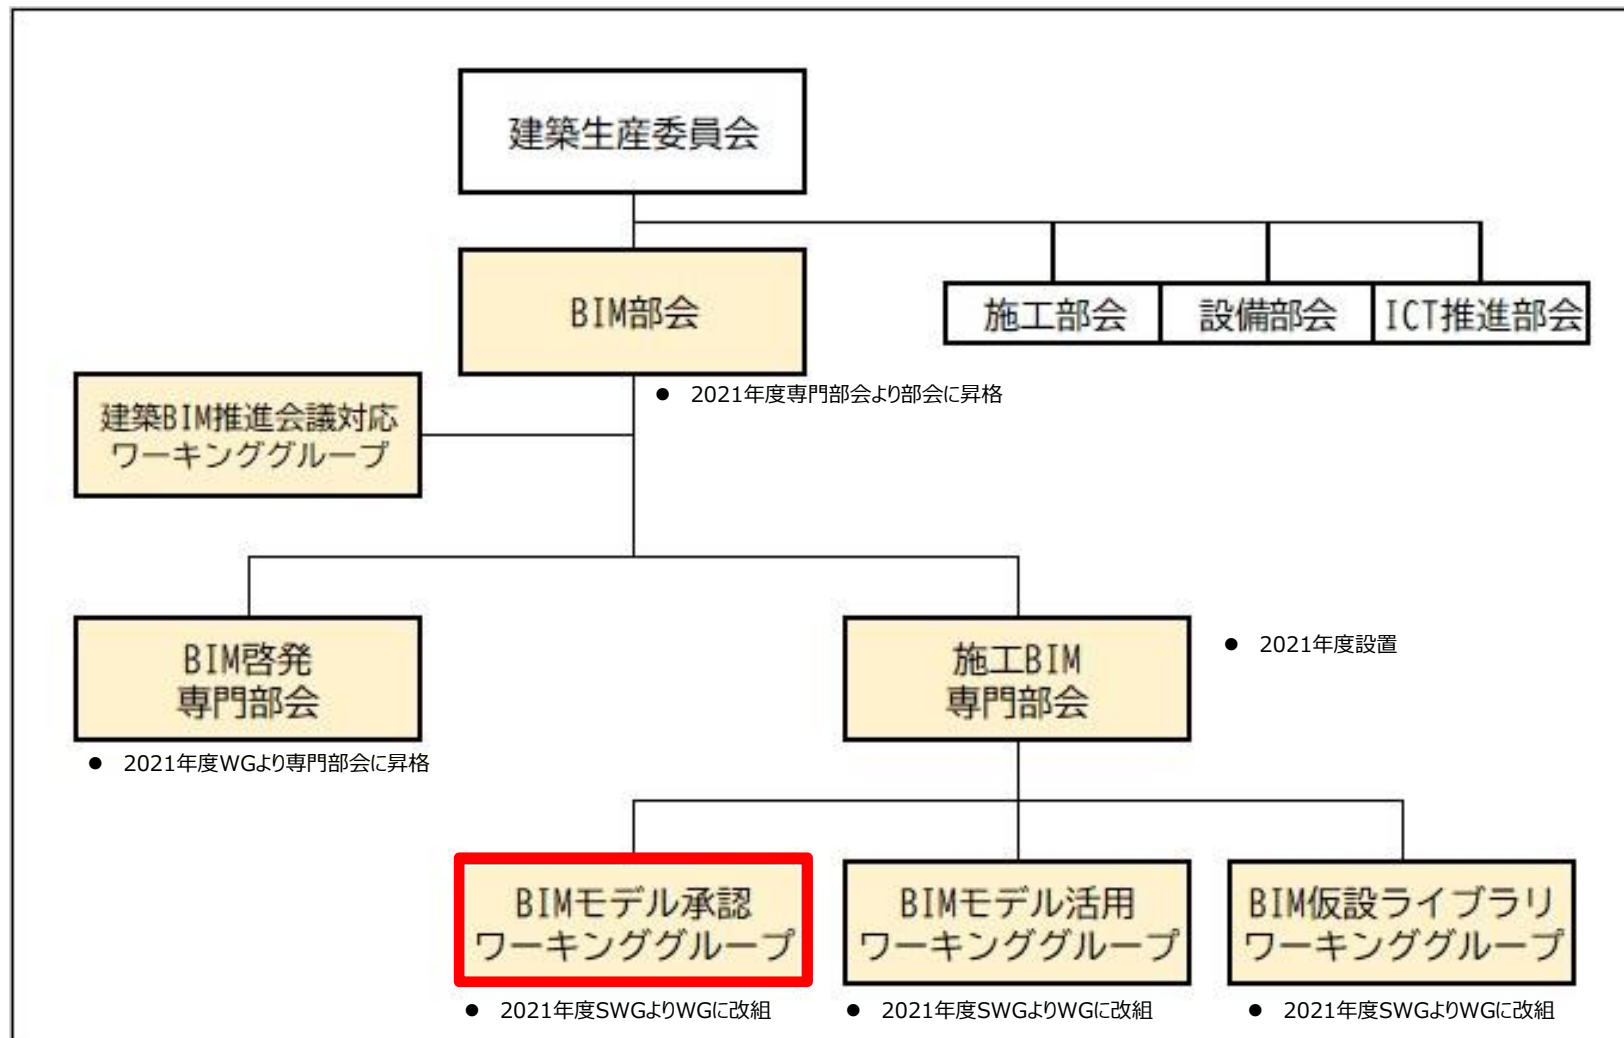 建築生産委員会
BIM部会
施工部会
設備部会
ICT推進部会
● 2021年度専門部会より部会に昇格
建築BIM推進会議対応
ワーキンググループ
BIM啓発
専門部会
● 2021年度WGより専門部会に昇格
施工BIM
専門部会
● 2021年度設置
BIMモデル承認
ワーキンググループ
● 2021年度SWGよりWGに改組
BIMモデル活用
ワーキンググループ
● 2021年度SWGよりWGに改組
BIM仮設ライブラリ
ワーキンググループ
● 2021年度SWGよりWGに改組